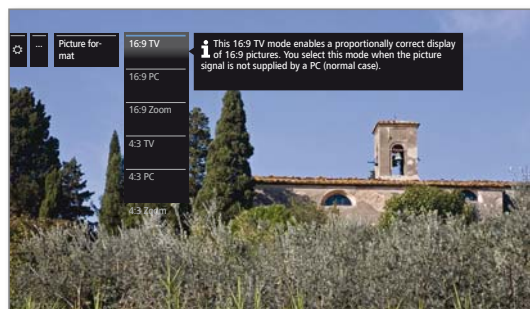 ...
Picture for-
mat
16:9 TV
16:9 PC
16:9 Zoom
4:3 TV
4:3 PC
4:3 Zoom
i This 16:9 TV mode enables a proportionally correct display
of 16:9 pictures. You select this mode when the picture
signal is not supplied by a PC (normal case).